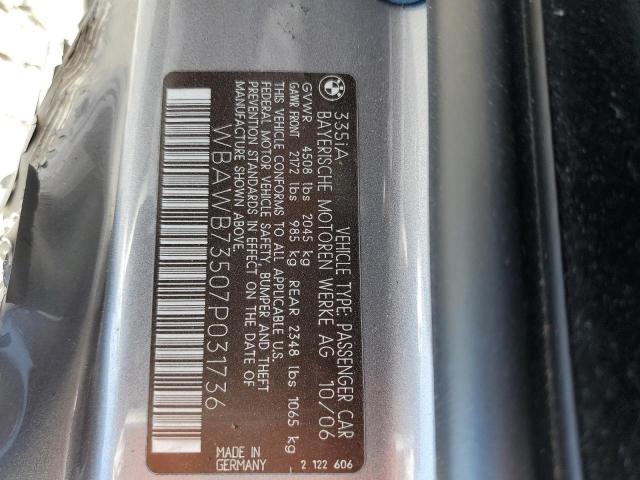 335iA VEHICLE TYPE: PASSENGER CAR
BAYERISCHE MOTOREN WERKE AG 10/06
GVWR 4508 lbs 2045 kg
GAWR FRONT 2172 lbs 985 kg REAR 2348 lbs 1065 kg
THIS VEHICLE CONFORMS TO ALL APPLICABLE U.S.
FEDERAL MOTOR VEHICLE SAFETY, BUMPER AND THEFT
PREVENTION STANDARDS IN EFFECT ON THE DATE OF
MANUFACTURE SHOWN ABOVE.
WBAWB73507P031736
MADE IN
GERMANY
2 122 606